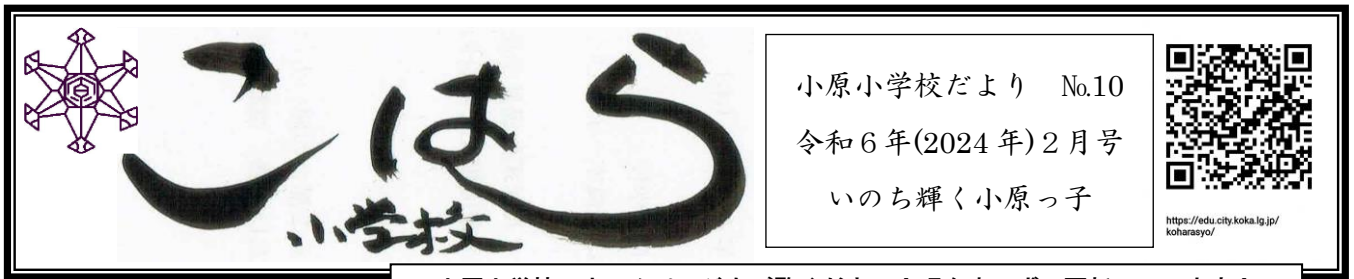 こはら
小学校
小原小学校だより №10
令和6年(2024年)2月号
いのち輝く小原っ子
https://edu.city.koka.lg.jp/
koharasyo/